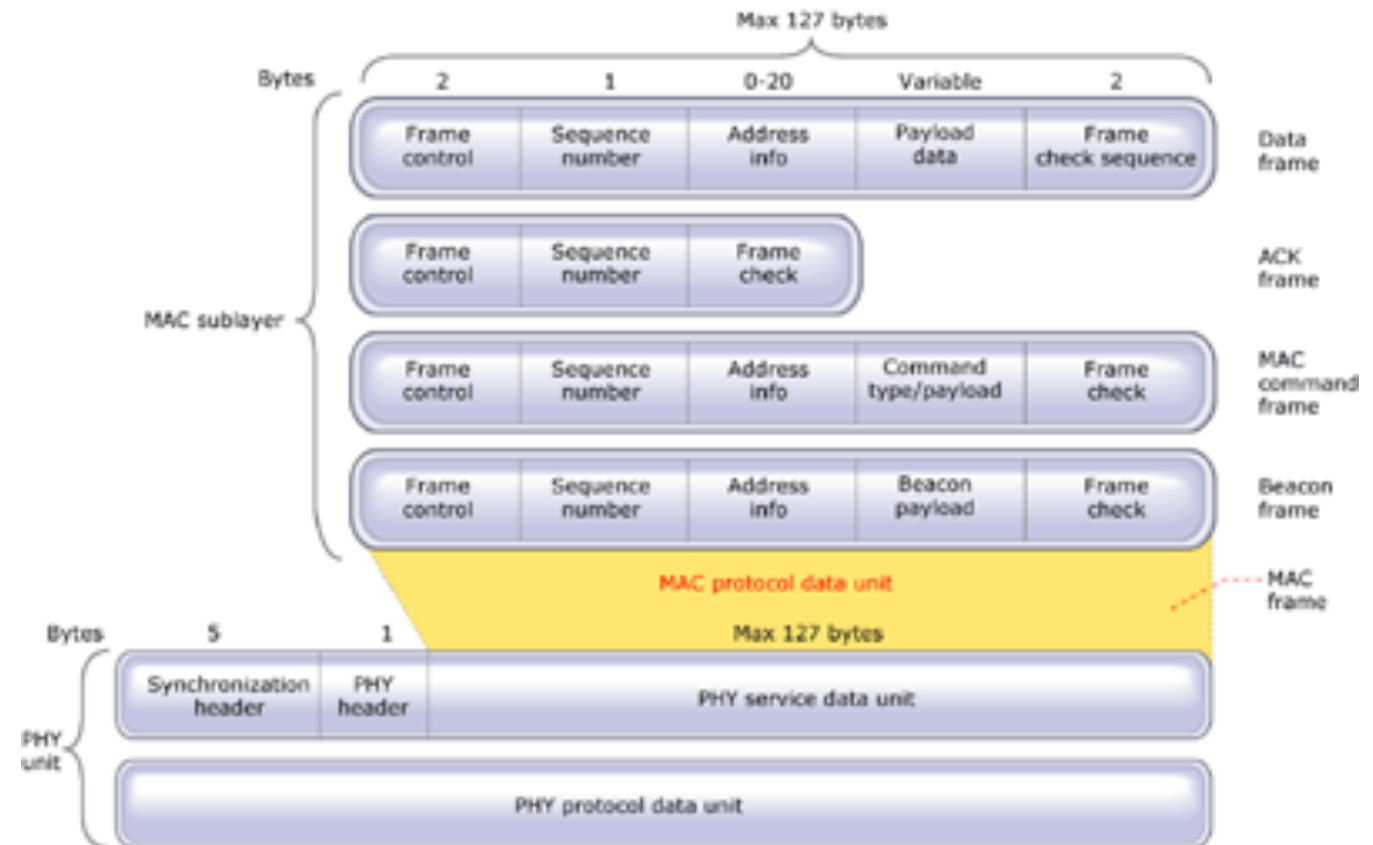 Max 127 bytes
Bytes 2 1 0-20 Variable 2
Frame control
Sequence number
Address info
Payload data
Frame check sequence
Data frame
Frame control
Sequence number
Frame check
ACK frame
MAC sublayer
Frame control
Sequence number
Address info
Command type/payload
Frame check
MAC command frame
Frame control
Sequence number
Address info
Beacon payload
Frame check
Beacon frame
MAC protocol data unit
MAC frame
Bytes 5 1 Max 127 bytes
Synchronization header
PHY header
PHY service data unit
PHY unit
PHY protocol data unit